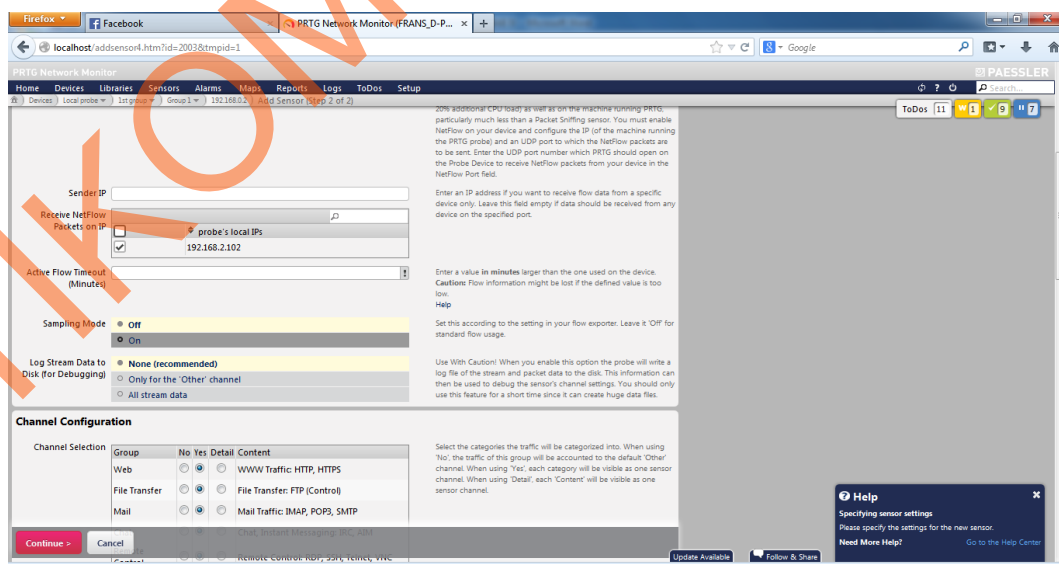 Firefox
Facebook
PRTG Network Monitor (FRANS_D-P...
localhost/addsensor4.htm?id=2003&tmpid=1
Google
PRTG Network Monitor
PAESSLER
Home Devices Libraries Sensors Alarms Maps Reports Logs ToDos Setup
Search...
Devices Local probe 1st group Group 1 192.168.0.2 Add Sensor (Step 2 of 2)
ToDos 11 W 1 9 7
20% additional CPU load) as well as on the machine running PRTG,
particularly much less than a Packet Sniffing sensor. You must enable
NetFlow on your device and configure the IP (of the machine running
the PRTG probe) and an UDP port to which the NetFlow packets are
to be sent. Enter the UDP port number which PRTG should open on
the Probe Device to receive NetFlow packets from your device in the
NetFlow Port field.
Sender IP
Enter an IP address if you want to receive flow data from a specific
device only. Leave this field empty if data should be received from any
device on the specified port.
Receive NetFlow
Packets on IP
probe's local IPs
192.168.2.102
Active Flow Timeout
(Minutes)
!
Enter a value in minutes larger than the one used on the device.
Caution: Flow information might be lost if the defined value is too
low.
Help
Sampling Mode
Off
On
Set this according to the setting in your flow exporter. Leave it 'Off' for
standard flow usage.
Log Stream Data to
Disk (for Debugging)
None (recommended)
Only for the 'Other' channel
All stream data
Use With Caution! When you enable this option the probe will write a
log file of the stream and packet data to the disk. This information can
then be used to debug the sensor's channel settings. You should only
use this feature for a short time since it can create huge data files.
Channel Configuration
Channel Selection
Group No Yes Detail Content
Web WWW Traffic: HTTP, HTTPS
File Transfer File Transfer: FTP (Control)
Mail Mail Traffic: IMAP, POP3, SMTP
Chat, Instant Messaging: IRC, AIM
Remote Control: RDP, SSH, Telnet, VNC
Control
Select the categories the traffic will be categorized into. When using
'No', the traffic of this group will be accounted to the default 'Other'
channel. When using 'Yes', each category will be visible as one sensor
channel. When using 'Detail', each 'Content' will be visible as one
sensor channel.
Continue >
Cancel
Help
Specifying sensor settings
Please specify the settings for the new sensor.
Need More Help? Go to the Help Center
Update Available
Follow & Share